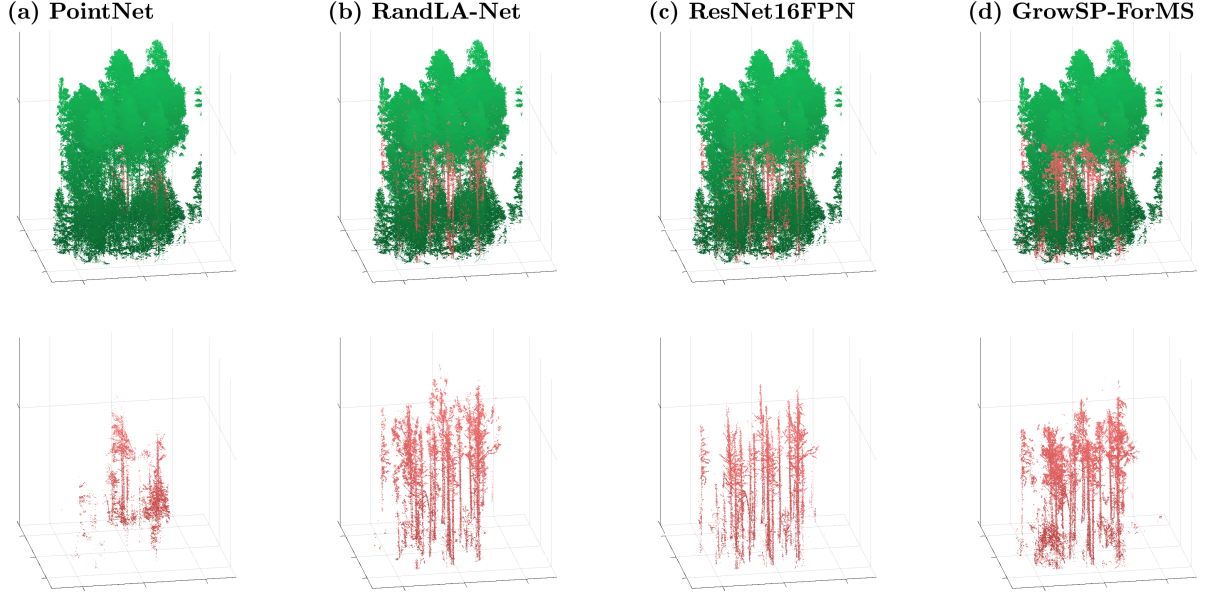 (a) PointNet
(b) RandLA-Net
(c) ResNet16FPN
(d) GrowSP-ForMS